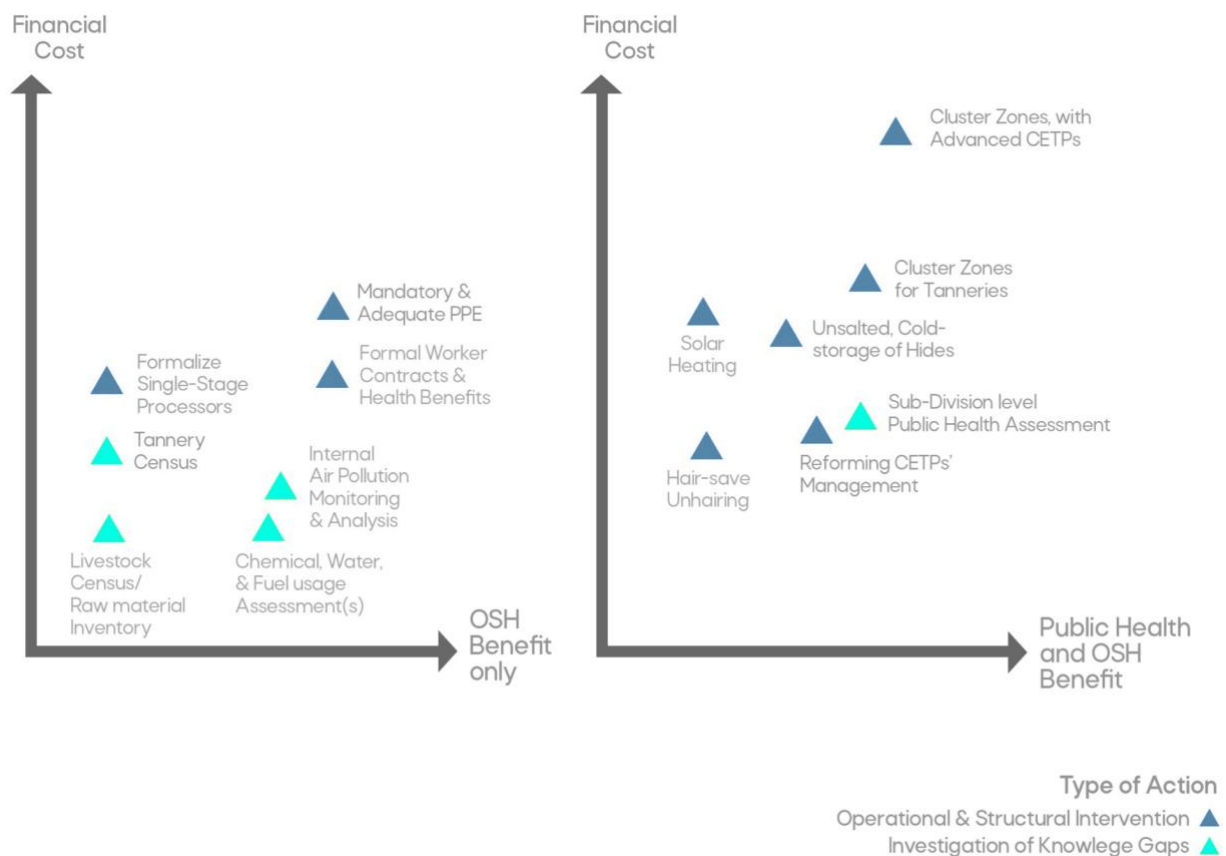 Financial
Cost
Mandatory &
Adequate PPE
Formal Worker
Contracts &
Health Benefits
Formalize
Single-Stage
Processors
Tannery
Census
Internal
Air Pollution
Monitoring
& Analysis
Livestock
Census/
Raw material
Inventory
Chemical, Water,
& Fuel usage
Assessment(s)
OSH
Benefit
only
Financial
Cost
Cluster Zones, with
Advanced CETPs
Cluster Zones
for Tanneries
Solar
Heating
Unsalted, Cold-
storage of Hides
Sub-Division level
Public Health Assessment
Hair-save
Unhairing
Reforming CETPs'
Management
Public Health
and OSH
Benefit
Type of Action
Operational & Structural Intervention
Investigation of Knowlege Gaps